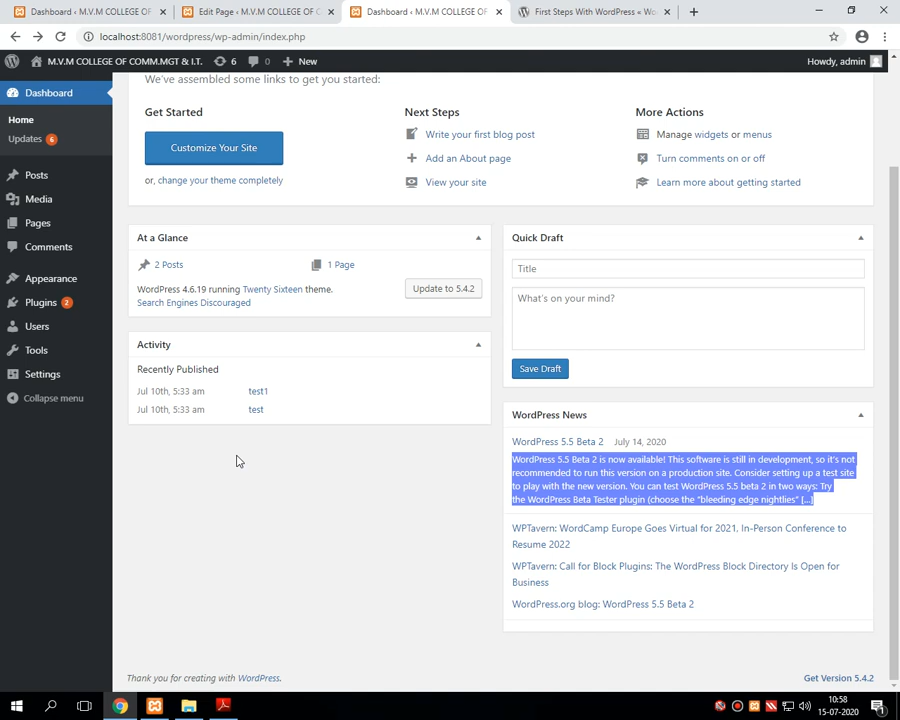 Dashboard ‹ M.V.M COLLEGE OF
Edit Page ‹ M.V.M COLLEGE OF C
Dashboard ‹ M.V.M COLLEGE OF
First Steps With WordPress « Wo
localhost:8081/wordpress/wp-admin/index.php
M.V.M COLLEGE OF COMM.MGT & I.T.
6
0
New
Howdy, admin
Dashboard
Home
Updates 6
Posts
Media
Pages
Comments
Appearance
Plugins 2
Users
Tools
Settings
Collapse menu
We've assembled some links to get you started:
Get Started
Customize Your Site
or, change your theme completely
Next Steps
Write your first blog post
Add an About page
View your site
More Actions
Manage widgets or menus
Turn comments on or off
Learn more about getting started
At a Glance
2 Posts
1 Page
WordPress 4.6.19 running Twenty Sixteen theme.
Update to 5.4.2
Search Engines Discouraged
Activity
Recently Published
Jul 10th, 5:33 am test1
Jul 10th, 5:33 am test
Quick Draft
Title
What's on your mind?
Save Draft
WordPress News
WordPress 5.5 Beta 2 July 14, 2020
WordPress 5.5 Beta 2 is now available! This software is still in development, so it's not
recommended to run this version on a production site. Consider setting up a test site
to play with the new version. You can test WordPress 5.5 beta 2 in two ways: Try
the WordPress Beta Tester plugin (choose the "bleeding edge nightlies" [...]
WPTavern: WordCamp Europe Goes Virtual for 2021, In-Person Conference to
Resume 2022
WPTavern: Call for Block Plugins: The WordPress Block Directory Is Open for
Business
WordPress.org blog: WordPress 5.5 Beta 2
Thank you for creating with WordPress.
Get Version 5.4.2
10:58
15-07-2020
1